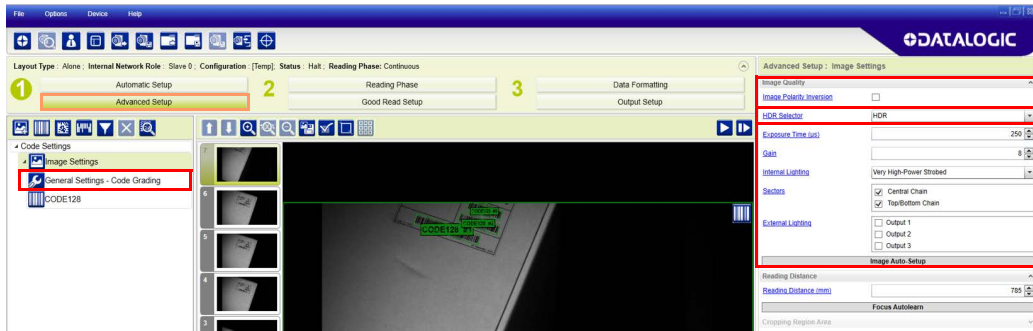 File Options Device Help
DATALOGIC
Layout Type : Alone ; Internal Network Role : Slave 0 ; Configuration : [Temp]; Status : Halt ; Reading Phase: Continuous
1 Automatic Setup 2 Reading Phase 3 Data Formatting
Advanced Setup Good Read Setup Output Setup
Code Settings
Image Settings
General Settings - Code Grading
CODE128
7
6
5
4
3
CODE128 #1
Advanced Setup : Image Settings
Image Quality
Image Polarity Inversion
HDR Selector HDR
Exposure Time (us) 250
Gain 8
Internal Lighting Very High-Power Strobed
Sectors Central Chain
Top/Bottom Chain
External Lighting Output 1
Output 2
Output 3
Image Auto-Setup
Reading Distance
Reading Distance (mm) 785
Focus Autolearn
Cropping Region Area